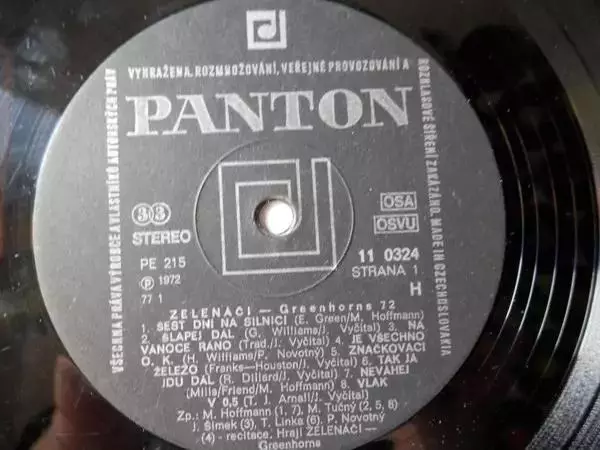 VŠECHNA PRÁVA VÝROBCE A VLASTNÍKŮ AUTORSKÝCH PRÁV
VYHRAŽENA. ROZMNOŽOVÁNÍ, VEŘEJNÉ PROVOZOVÁNÍ A
ROZHLASOVÉ ŠÍŘENÍ ZAKÁZÁNO. MADE IN CZECHOSLOVAKIA
PANTON
33
STEREO
PE 215
Ⓟ 1972
77 1
OSA
OSVU
11 0324
STRANA 1
H
ZELENÁČI — Greenhorns 72
1. ŠEST DNÍ NA SILNICI (E. Green/M. Hoffmann)
2. ŠLAPEJ DÁL (G. Williams/J. Vyčítal) 3. NA
VÁNOCE RÁNO (Trad./J. Vyčítal) 4. JE VŠECHNO
O. K. (H. Williams/P. Novotný) 5. ZNAČKOVACÍ
ŽELEZO (Franks—Houston/J. Vyčítal) 6. TAK JÁ
JDU DÁL (R. Dillard/J. Vyčítal) 7. NEVÁHEJ
(Mills/Friend/M. Hoffmann) 8. VLAK
V 0,5 (T. J. Arnall/J. Vyčítal)
Zp.: M. Hoffmann (1, 7), M. Tučný (2, 5, 8)
J. Šimek (3), T. Linka (6), P. Novotný
(4) - recitace. Hrají ZELENÁČI —
Greenhorns